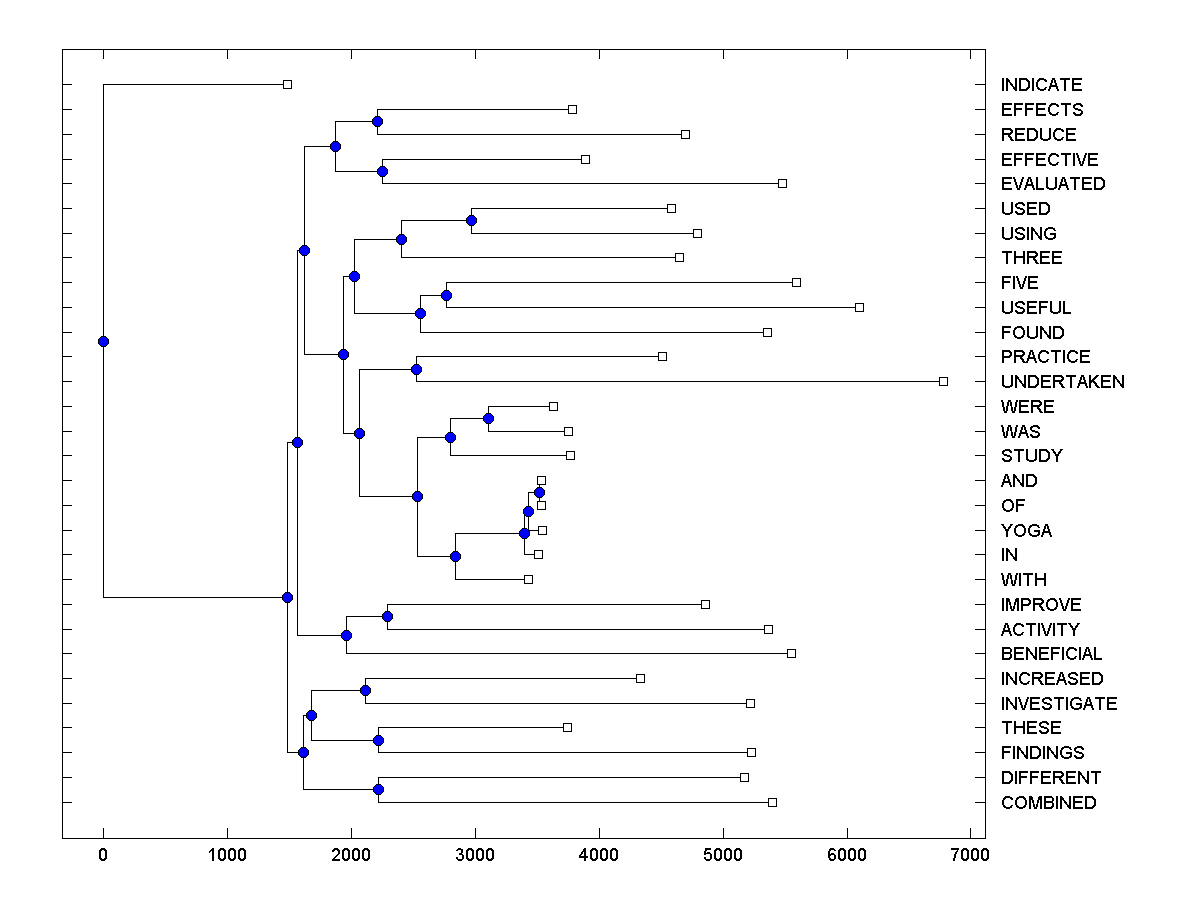 INDICATE
EFFECTS
REDUCE
EFFECTIVE
EVALUATED
USED
USING
THREE
FIVE
USEFUL
FOUND
PRACTICE
UNDERTAKEN
WERE
WAS
STUDY
AND
OF
YOGA
IN
WITH
IMPROVE
ACTIVITY
BENEFICIAL
INCREASED
INVESTIGATE
THESE
FINDINGS
DIFFERENT
COMBINED
0 1000 2000 3000 4000 5000 6000 7000